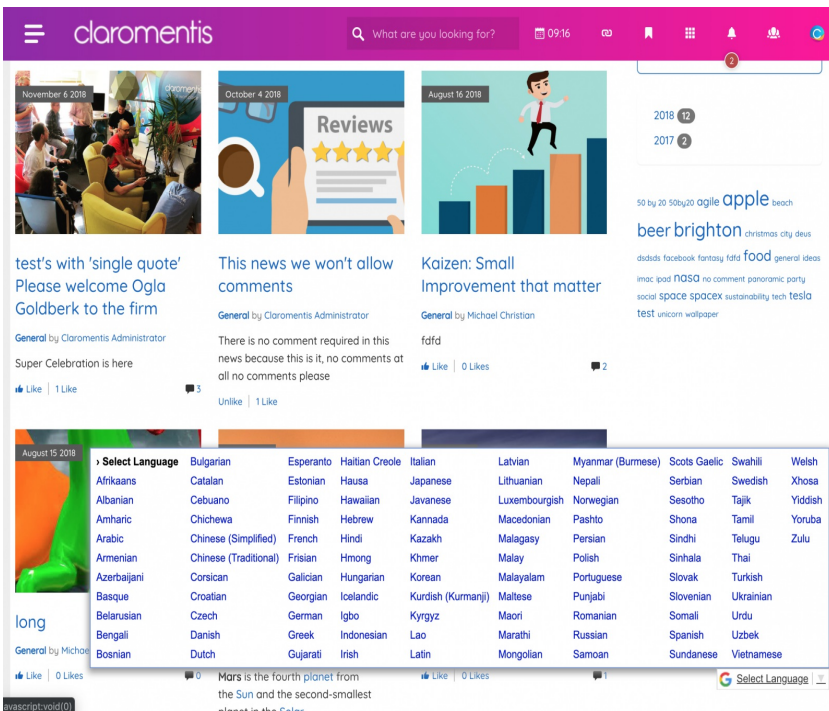 claromentis
What are you looking for?
09:16
2
November 6 2018
claromentis
October 4 2018
Reviews
August 16 2018
2018 12
2017 2
50 by 20 50by20 agile apple beach
beer brighton christmas city deus
dsdsds facebook fantasy fdfd food general ideas
imac ipad nasa no comment panoramic party
social space spacex sustainability tech tesla
test unicorn wallpaper
test's with 'single quote'
Please welcome Ogla
Goldberk to the firm
General by Claromentis Administrator
Super Celebration is here
Like 1 Like 3
This news we won't allow
comments
General by Claromentis Administrator
There is no comment required in this
news because this is it, no comments at
all no comments please
Unlike 1 Like
Kaizen: Small
Improvement that matter
General by Michael Christian
fdfd
Like 0 Likes 2
August 15 2018
› Select Language Bulgarian Esperanto Haitian Creole Italian Latvian Myanmar (Burmese) Scots Gaelic Swahili Welsh
Afrikaans Catalan Estonian Hausa Japanese Lithuanian Nepali Serbian Swedish Xhosa
Albanian Cebuano Filipino Hawaiian Javanese Luxembourgish Norwegian Sesotho Tajik Yiddish
Amharic Chichewa Finnish Hebrew Kannada Macedonian Pashto Shona Tamil Yoruba
Arabic Chinese (Simplified) French Hindi Kazakh Malagasy Persian Sindhi Telugu Zulu
Armenian Chinese (Traditional) Frisian Hmong Khmer Malay Polish Sinhala Thai
Azerbaijani Corsican Galician Hungarian Korean Malayalam Portuguese Slovak Turkish
Basque Croatian Georgian Icelandic Kurdish (Kurmanji) Maltese Punjabi Slovenian Ukrainian
Belarusian Czech German Igbo Kyrgyz Maori Romanian Somali Urdu
Bengali Danish Greek Indonesian Lao Marathi Russian Spanish Uzbek
Bosnian Dutch Gujarati Irish Latin Mongolian Samoan Sundanese Vietnamese
long
General by Michae
Like 0 Likes 0
Mars is the fourth planet from
the Sun and the second-smallest
planet in the Solar
Like 0 Likes 1
Select Language
avascript:void(0)